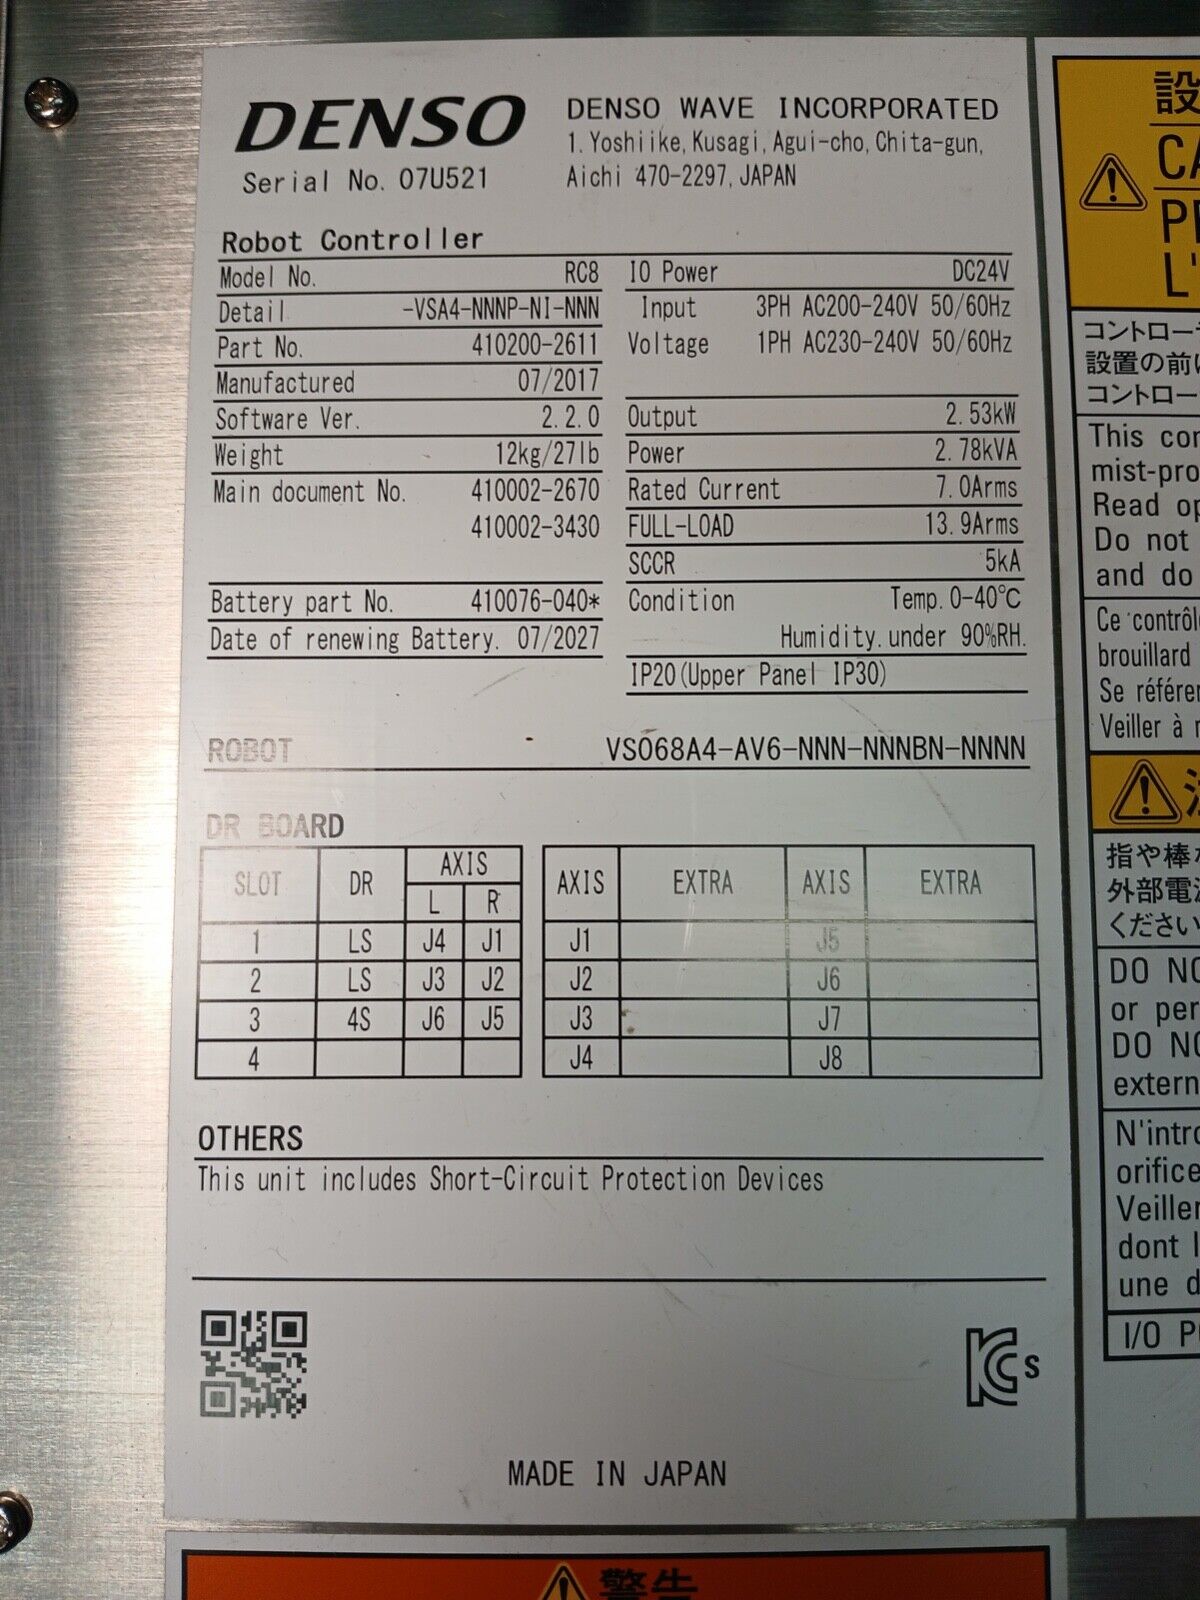 DENSO
DENSO WAVE INCORPORATED
1. Yoshiike, Kusagi, Agui-cho, Chita-gun,
Aichi 470-2297, JAPAN
Serial No. 07U521
Robot Controller
Model No. RC8
Detail -VSA4-NNNP-NI-NNN
Part No. 410200-2611
Manufactured 07/2017
Software Ver. 2.2.0
Weight 12kg/27lb
Main document No. 410002-2670
410002-3430
Battery part No. 410076-040*
Date of renewing Battery. 07/2027
IO Power DC24V
Input 3PH AC200-240V 50/60Hz
Voltage 1PH AC230-240V 50/60Hz
Output 2.53kW
Power 2.78kVA
Rated Current 7.0Arms
FULL-LOAD 13.9Arms
SCCR 5kA
Condition Temp. 0-40℃
Humidity. under 90%RH.
IP20(Upper Panel IP30)
ROBOT VS068A4-AV6-NNN-NNNBN-NNNN
DR BOARD
SLOT DR AXIS
L R
1 LS J4 J1
2 LS J3 J2
3 4S J6 J5
4
AXIS EXTRA AXIS EXTRA
J1 J5
J2 J6
J3 J7
J4 J8
OTHERS
This unit includes Short-Circuit Protection Devices
KC s
MADE IN JAPAN
警告
設
L'
コントロー
設置の前に
コントロー
This
mist-pro
Read
Do not
and do
Ce
brouillard
Se
Veiller à
指や棒
外部電
ください
DO
or
DO
extern
N'intro
orifice
Veiller
dont
une
I/O